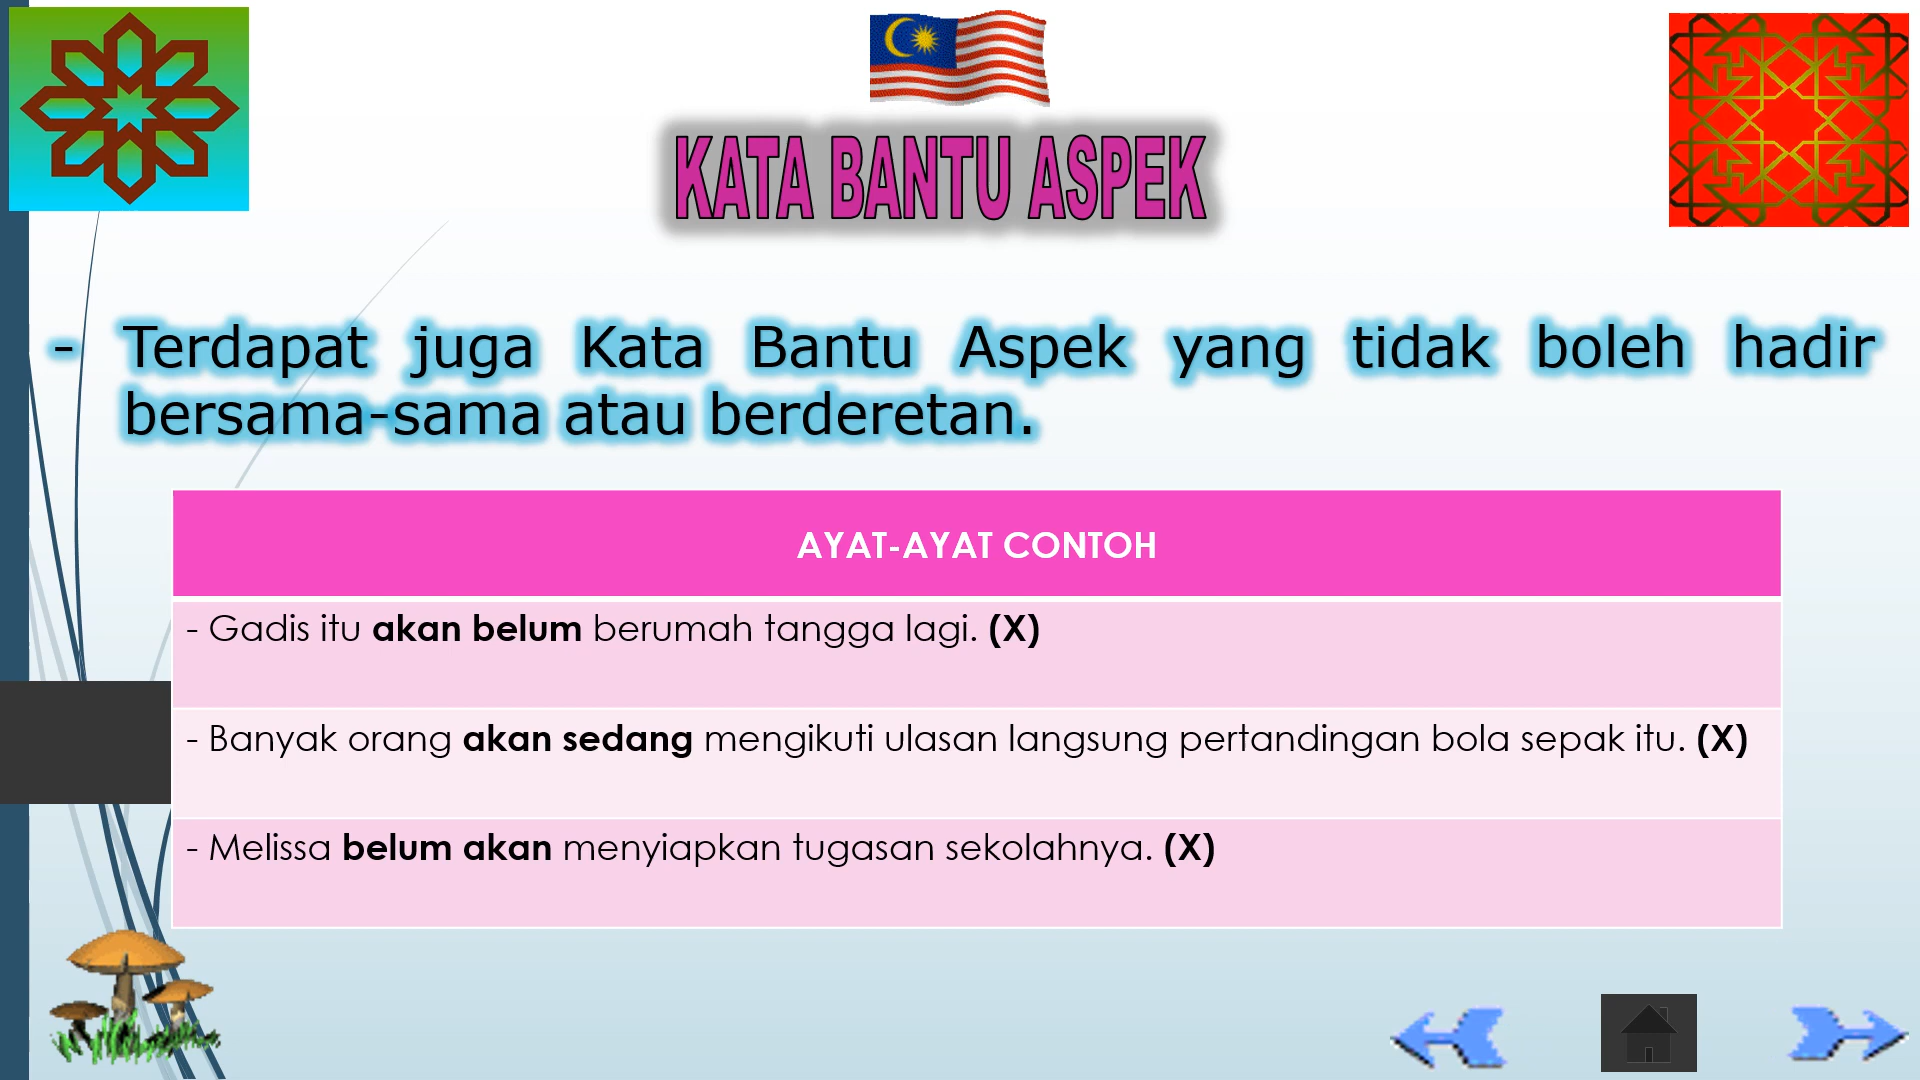 KATA BANTU ASPEK
- Terdapat juga Kata Bantu Aspek yang tidak boleh hadir
bersama-sama atau berderetan.
AYAT-AYAT CONTOH
- Gadis itu akan belum berumah tangga lagi. (X)
- Banyak orang akan sedang mengikuti ulasan langsung pertandingan bola sepak itu. (X)
- Melissa belum akan menyiapkan tugasan sekolahnya. (X)